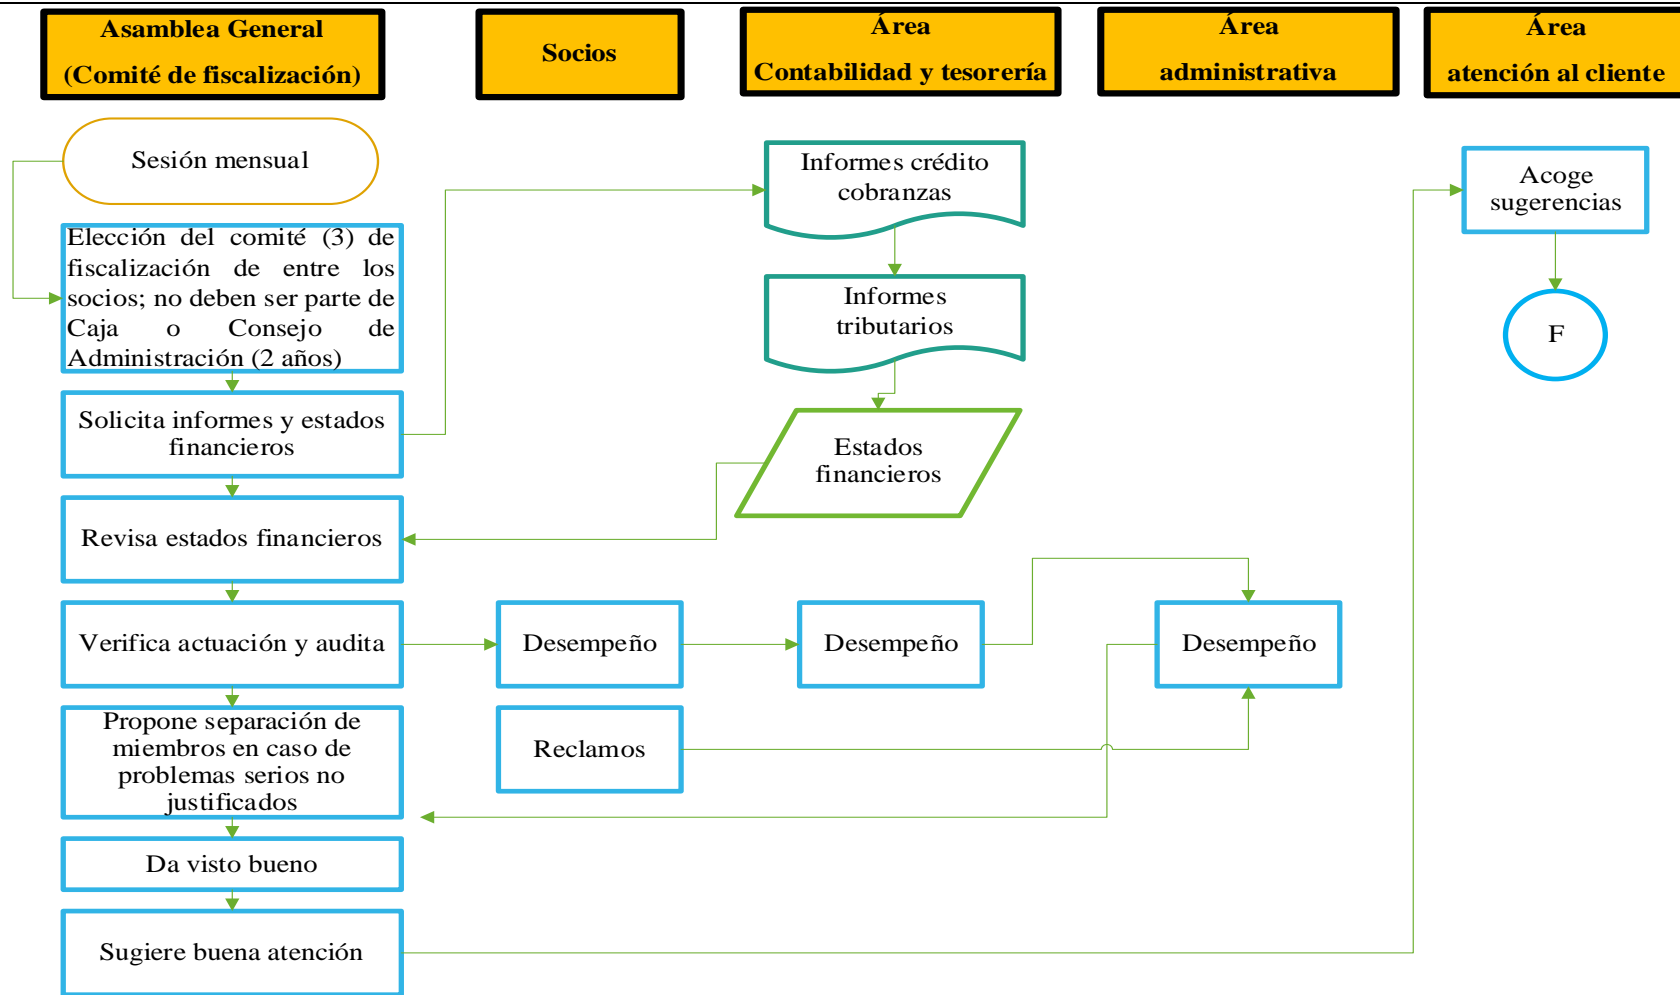 Asamblea General
(Comité de fiscalización)
Socios
Área
Contabilidad y tesorería
Área
administrativa
Área
atención al cliente
Sesión mensual
Elección del comité (3) de
fiscalización de entre los
socios; no deben ser parte de
Caja o Consejo de
Administración (2 años)
Solicita informes y estados
financieros
Revisa estados financieros
Verifica actuación y audita
Propone separación de
miembros en caso de
problemas serios no
justificados
Da visto bueno
Sugiere buena atención
Desempeño
Reclamos
Informes crédito
cobranzas
Informes
tributarios
Estados
financieros
Desempeño
Desempeño
Acoge
sugerencias
F